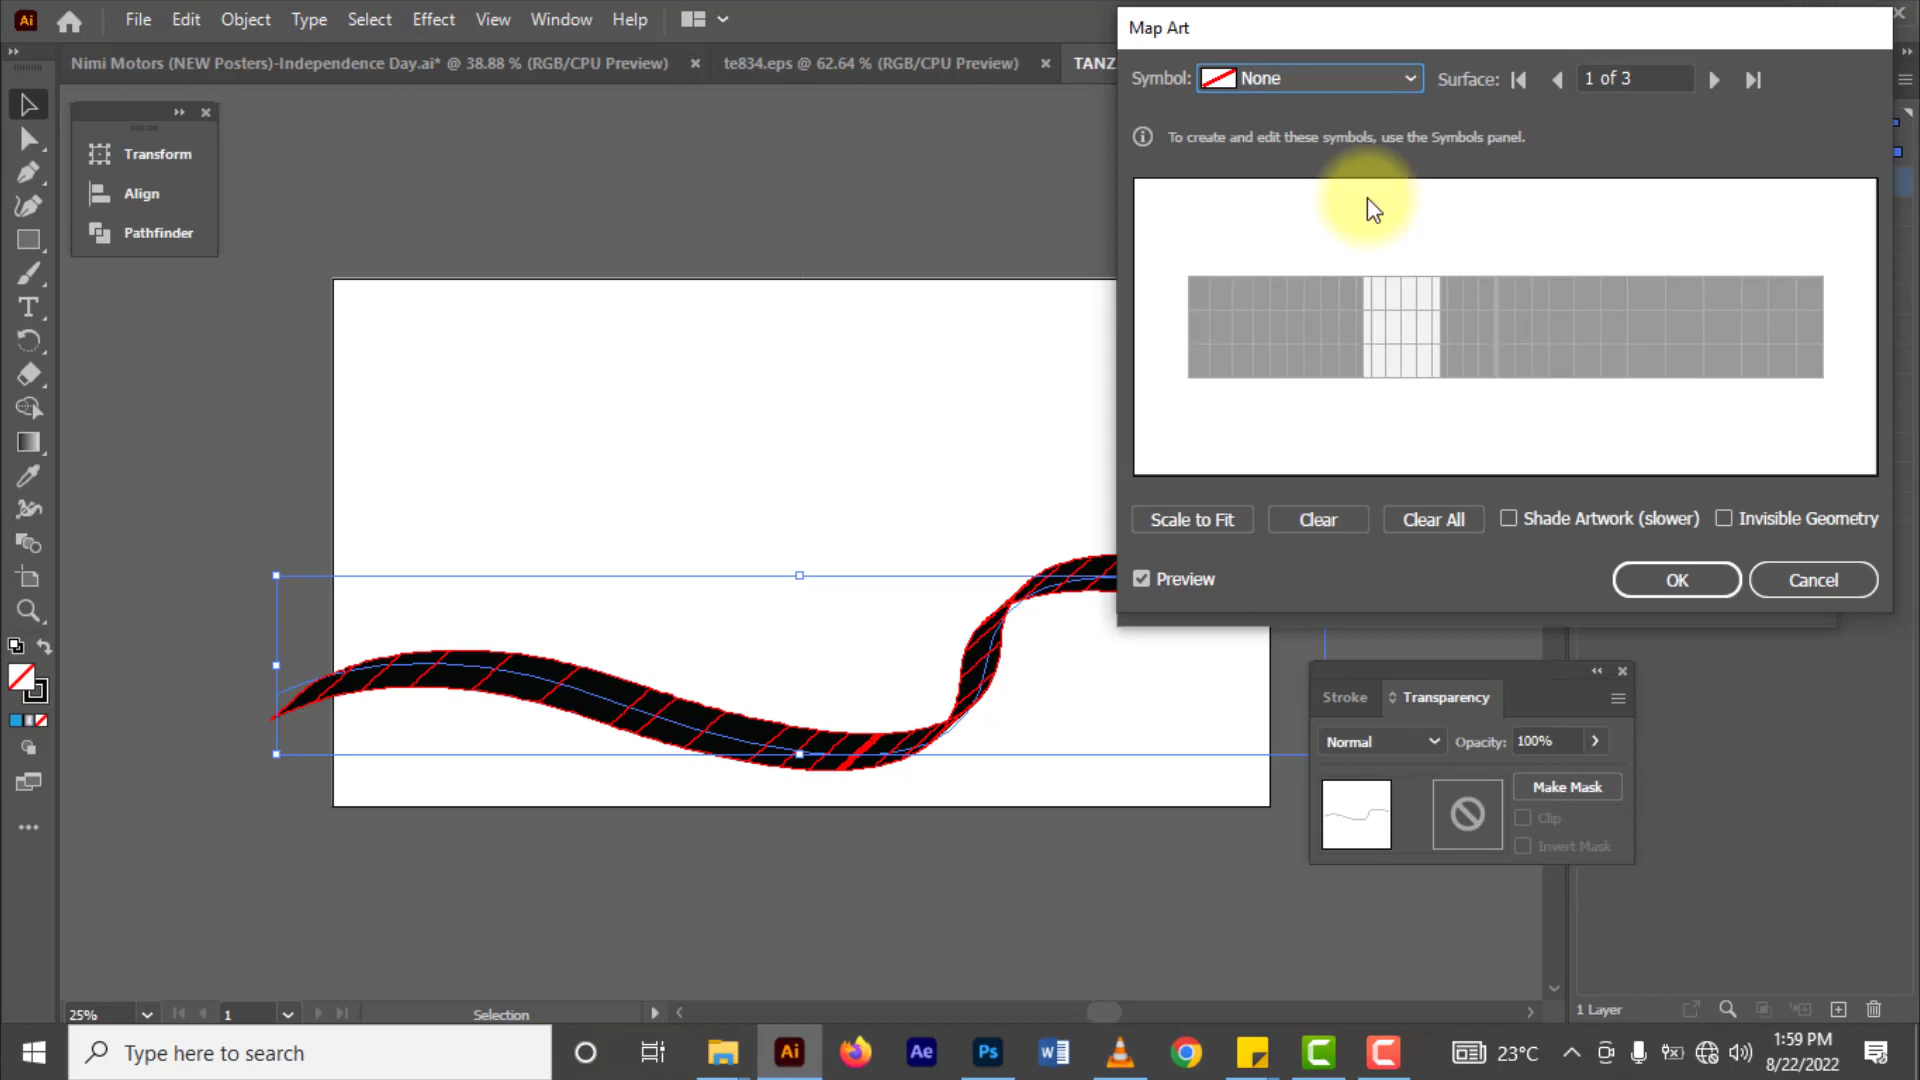 Ai File Edit Object Type Select Effect View Window Help
Map Art
Nimi Motors (NEW Posters)-Independence Day.ai* @ 38.88 % (RGB/CPU Preview) te834.eps @ 62.64 % (RGB/CPU Preview) TANZ
Symbol: None Surface: 1 of 3
To create and edit these symbols, use the Symbols panel.
Transform
Align
Pathfinder
Scale to Fit Clear Clear All Shade Artwork (slower) Invisible Geometry
Preview OK Cancel
Stroke Transparency
Normal Opacity: 100%
Make Mask
Clip
Invert Mask
25% 1 Selection 1 Layer
Type here to search Ai Ae Ps 23°C 1:59 PM
8/22/2022